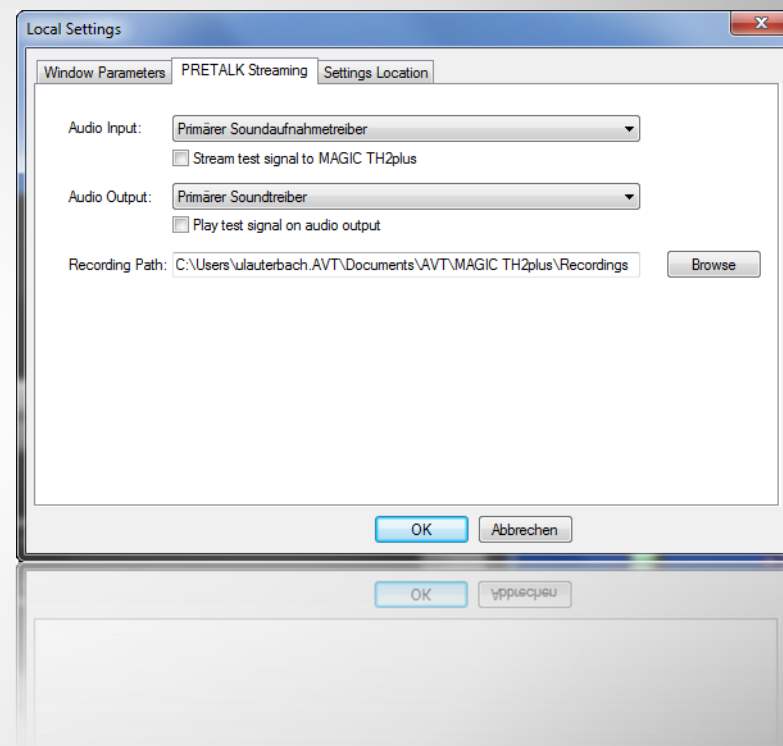 Local Settings
Window Parameters PRETALK Streaming Settings Location
Audio Input: Primärer Soundaufnahmetreiber
Stream test signal to MAGIC TH2plus
Audio Output: Primärer Soundtreiber
Play test signal on audio output
Recording Path: C:\Users\ulauterbach.AVT\Documents\AVT\MAGIC TH2plus\Recordings Browse
OK Abbrechen
OK Abbrechen